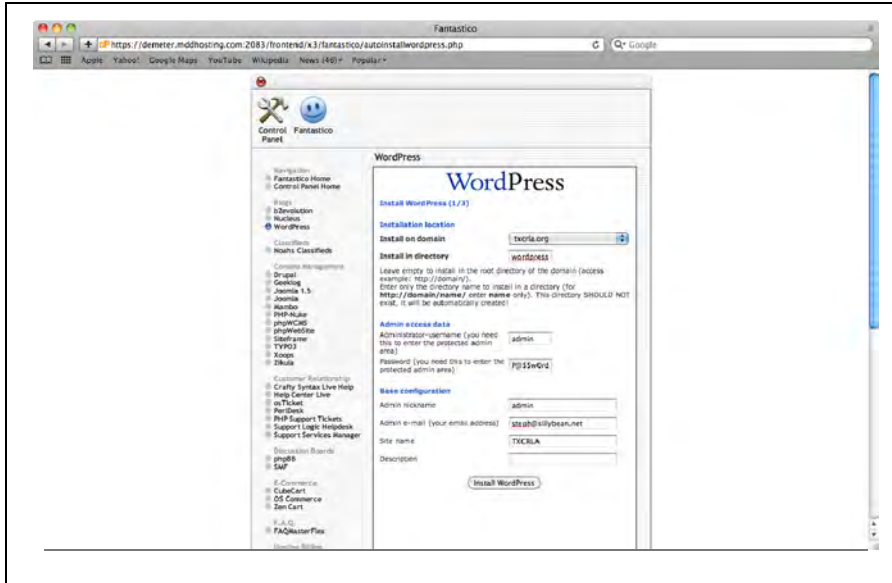 Fantastico
https://demeter.mddhosting.com:2083/frontend/x3/fantastico/autoinstallwordpress.php
Google
Apple Yahoo! Google Maps YouTube Wikipedia News (46) Popular
Control Panel
Fantastico
WordPress
Navigation
Fantastico Home
Control Panel Home
Blogs
b2evolution
Nucleus
WordPress
Classifieds
Noahs Classifieds
Content Management
Drupal
Geeklog
Joomla 1.5
Joomla
Mambo
PHP-Nuke
phpWCMS
phpWebSite
Siteframe
TYPO3
Xoops
Zikula
Customer Relationship
Crafty Syntax Live Help
Help Center Live
osTicket
PerlDesk
PHP Support Tickets
Support Logic Helpdesk
Support Services Manager
Discussion Boards
phpBB
SMF
E-Commerce
CubeCart
OS Commerce
Zen Cart
F.A.Q.
FAQMasterFlex
Hosting Billing
WordPress
Install WordPress (1/3)
Installation location
Install on domain txcrla.org
Install in directory wordpress
Leave empty to install in the root directory of the domain (access
example: http://domain/).
Enter only the directory name to install in a directory (for
http://domain/name/ enter name only). This directory SHOULD NOT
exist, it will be automatically created!
Admin access data
Administrator-username (you need
this to enter the protected admin
area)
admin
Password (you need this to enter the
protected admin area)
Base configuration
Admin nickname admin
Admin e-mail (your email address) steph@sillybean.net
Site name TXCRLA
Description
Install WordPress